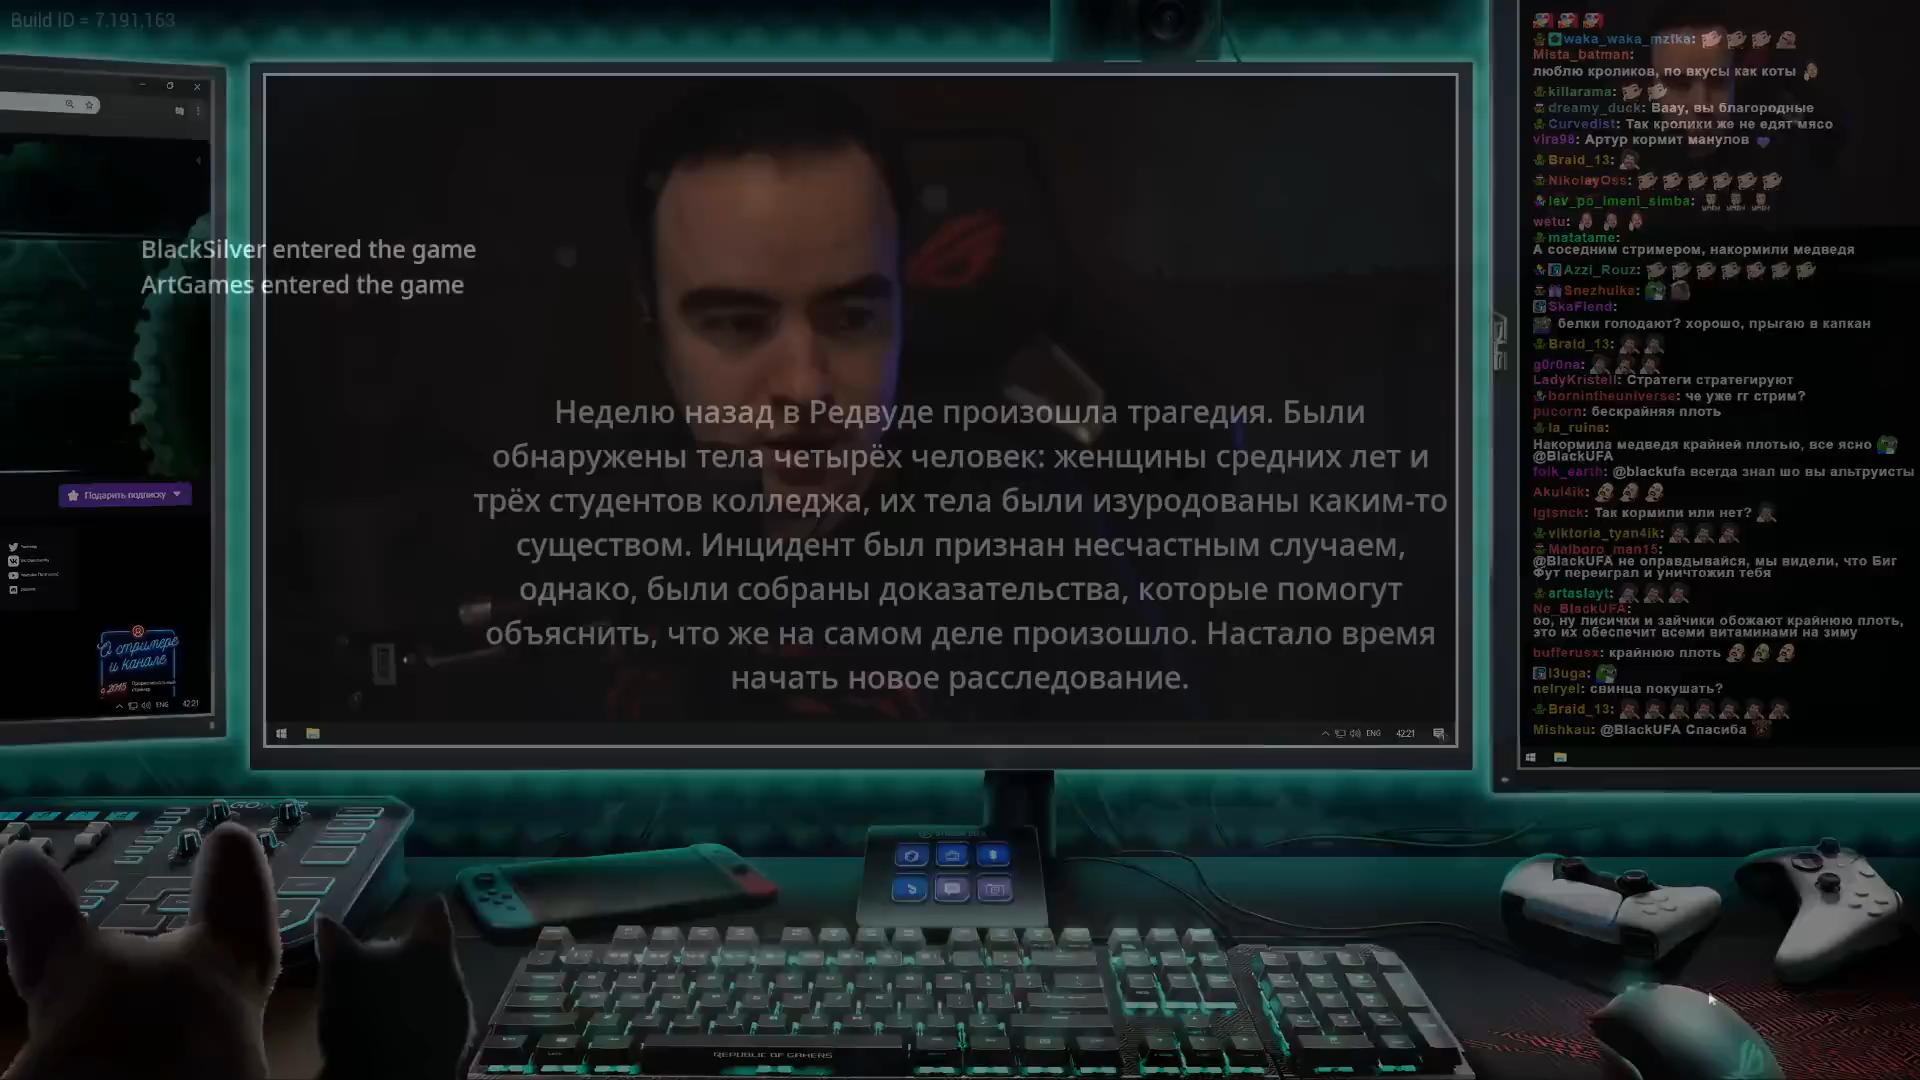 Build ID = 7.191,163
BlackSilver entered the game
ArtGames entered the game
Неделю назад в Редвуде произошла трагедия. Были
обнаружены тела четырёх человек: женщины средних лет и
трёх студентов колледжа, их тела были изуродованы каким-то
существом. Инцидент был признан несчастным случаем,
однако, были собраны доказательства, которые помогут
объяснить, что же на самом деле произошло. Настало время
начать новое расследование.
Подарить подписку
О стримере
и канале
с 2015
ENG 42:21
ENG 42:21
waka_waka_mzfka:
Mista_batman:
люблю кроликов, по вкусы как коты
killarama:
dreamy_duck: Ваау, вы благородные
Curvedist: Так кролики же не едят мясо
vira98: Артур кормит манулов
Braid_13:
NikolayOss:
lev_po_imeni_simba:
wetu:
matatame:
А соседним стримером, накормили медведя
Azzi_Rouz:
Snezhulka:
SkaFiend:
белки голодают? хорошо, прыгаю в капкан
Braid_13:
g0r0na:
LadyKristell: Стратеги стратегируют
bornintheuniverse: че уже гг стрим?
pucorn: бескрайняя плоть
la_ruina:
Накормила медведя крайней плотью, все ясно
@BlackUFA
folk_earth: @blackufa всегда знал шо вы альтруисты
Akul4ik:
lgtsnck: Так кормили или нет?
viktoria_tyan4ik:
Malboro_man15:
@BlackUFA не оправдывайся, мы видели, что Биг
Фут переиграл и уничтожил тебя
artaslayt:
Ne_BlackUFA:
оо, ну лисички и зайчики обожают крайнюю плоть,
это их обеспечит всеми витаминами на зиму
bufferusx: крайнюю плоть
l3uga:
neiryel: свинца покушать?
Braid_13:
Mishkau: @BlackUFA Спасиба
REPUBLIC OF GAMERS